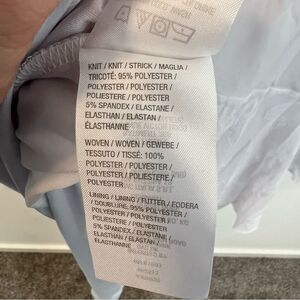 KNIT / KNIT / STRICK / MAGLIA /
TRICOTÉ: 95% POLYESTER /
POLYESTER / POLYESTER /
POLIESTERE / POLYESTER
5% SPANDEX / ELASTANE /
ELASTHAN / ELASTAN /
ÉLASTHANNE
WOVEN / WOVEN / GEWEBE /
TESSUTO / TISSÉ: 100%
POLYESTER / POLYESTER /
POLYESTER / POLIESTERE /
POLYESTER
LINING / LINING / FUTTER / FODERA
/ DOUBLURE: 95% POLYESTER /
POLYESTER / POLYESTER /
POLIESTERE / POLYESTER
5% SPANDEX / ELASTANE /
ELASTHAN / ELASTAN /
ELASTHANNE